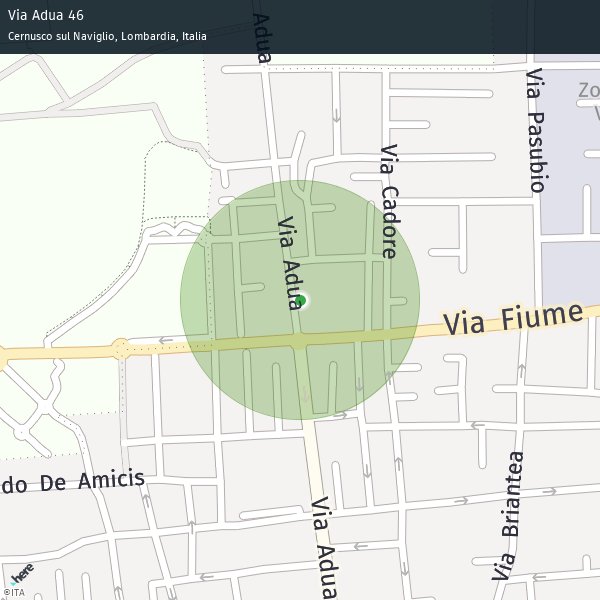 Via Adua 46
Cernusco sul Naviglio, Lombardia, Italia
Adua
Via Pasubio
Zo
V
Via Cadore
Via Adua
Via Fiume
do De Amicis
Via Briantea
Via Adua
here
©ITA